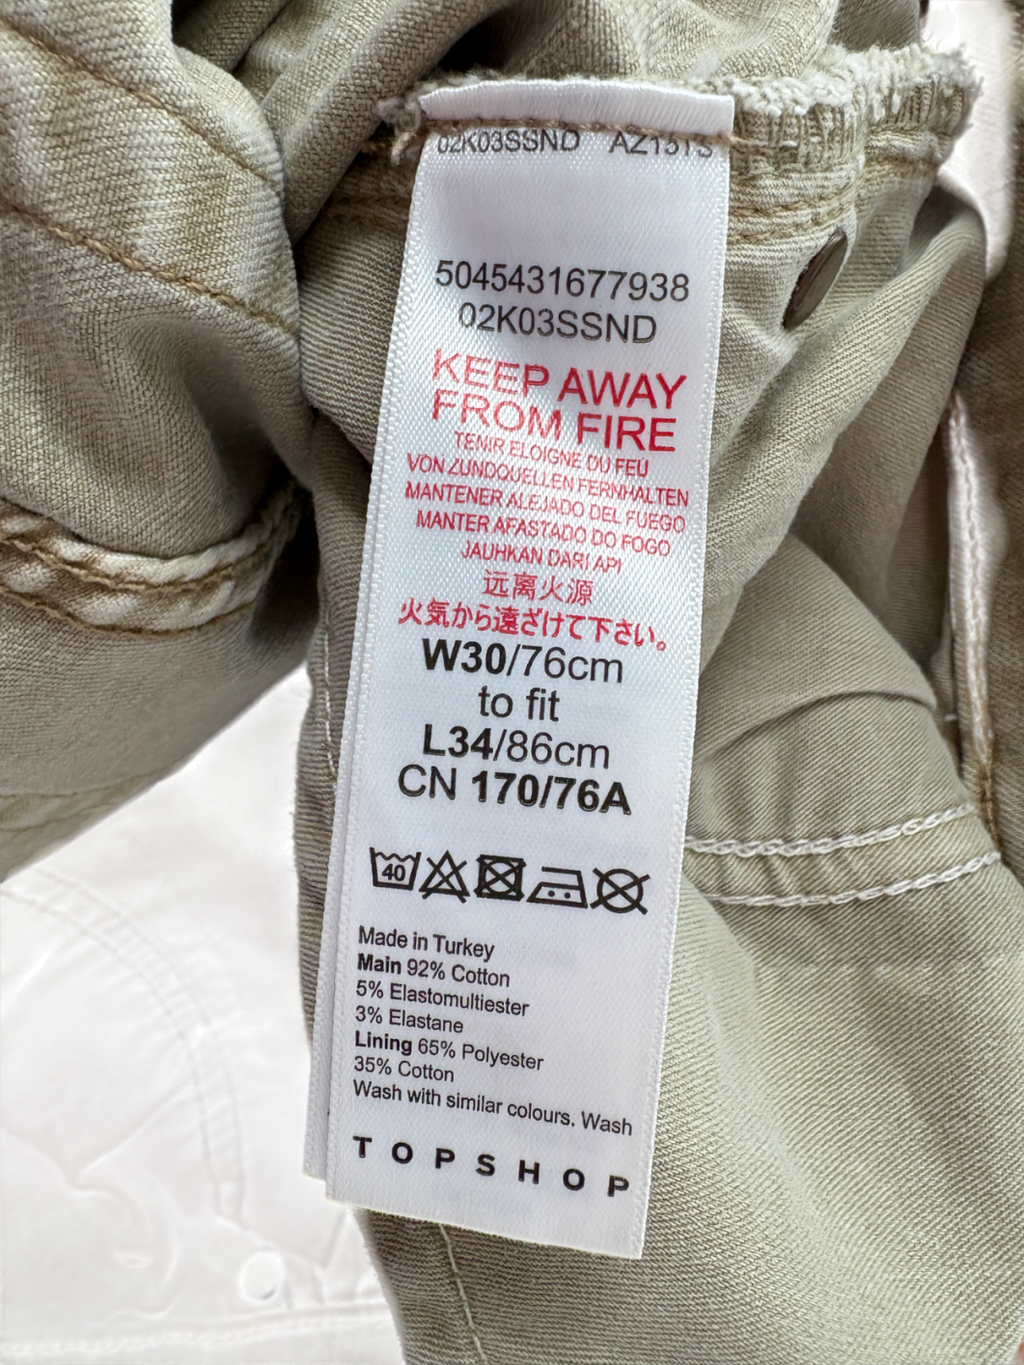 02K03SSND AZ131S
5045431677938
02K03SSND
KEEP AWAY
FROM FIRE
TENIR ELOIGNE DU FEU
VON ZUNDQUELLEN FERNHALTEN
MANTENER ALEJADO DEL FUEGO
MANTER AFASTADO DO FOGO
JAUHKAN DARI API
远离火源
火気から遠ざけて下さい。
W30/76cm
to fit
L34/86cm
CN 170/76A
40
Made in Turkey
Main 92% Cotton
5% Elastomultiester
3% Elastane
Lining 65% Polyester
35% Cotton
Wash with similar colours, Wash
TOPSHOP